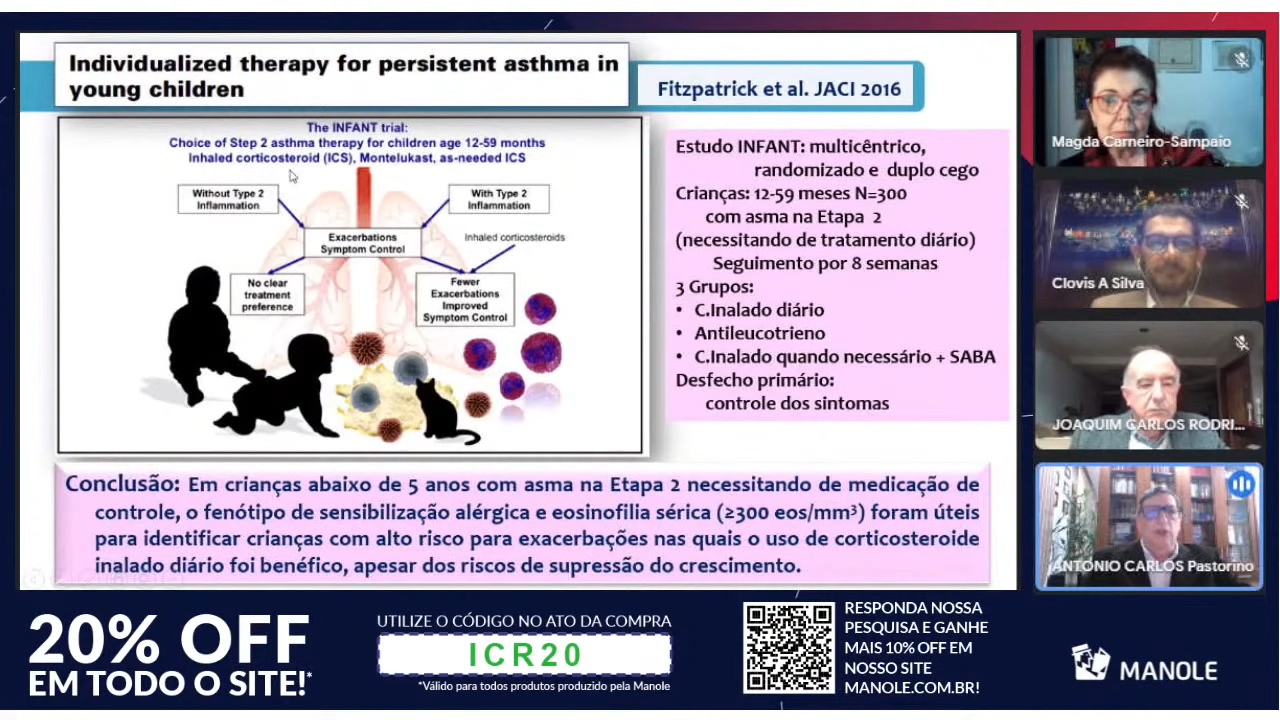 Individualized therapy for persistent asthma in
young children
Fitzpatrick et al. JACI 2016
The INFANT trial:
Choice of Step 2 asthma therapy for children age 12-59 months
Inhaled corticosteroid (ICS), Montelukast, as-needed ICS
Without Type 2
Inflammation
With Type 2
Inflammation
Exacerbations
Symptom Control
Inhaled corticosteroids
No clear
treatment
preference
Fewer
Exacerbations
Improved
Symptom Control
Estudo INFANT: multicêntrico,
randomizado e duplo cego
Crianças: 12-59 meses N=300
com asma na Etapa 2
(necessitando de tratamento diário)
Seguimento por 8 semanas
3 Grupos:
• C.Inalado diário
• Antileucotrieno
• C.Inalado quando necessário + SABA
Desfecho primário:
controle dos sintomas
Conclusão: Em crianças abaixo de 5 anos com asma na Etapa 2 necessitando de medicação de
controle, o fenótipo de sensibilização alérgica e eosinofilia sérica (≥300 eos/mm³) foram úteis
para identificar crianças com alto risco para exacerbações nas quais o uso de corticosteroide
inalado diário foi benéfico, apesar dos riscos de supressão do crescimento.
Magda Carneiro-Sampaio
Clovis A Silva
JOAQUIM CARLOS RODRI...
ANTONIO CARLOS Pastorino
20% OFF
EM TODO O SITE!*
UTILIZE O CÓDIGO NO ATO DA COMPRA
ICR20
*Válido para todos produtos produzido pela Manole
RESPONDA NOSSA
PESQUISA E GANHE
MAIS 10% OFF EM
NOSSO SITE
MANOLE.COM.BR!
MANOLE